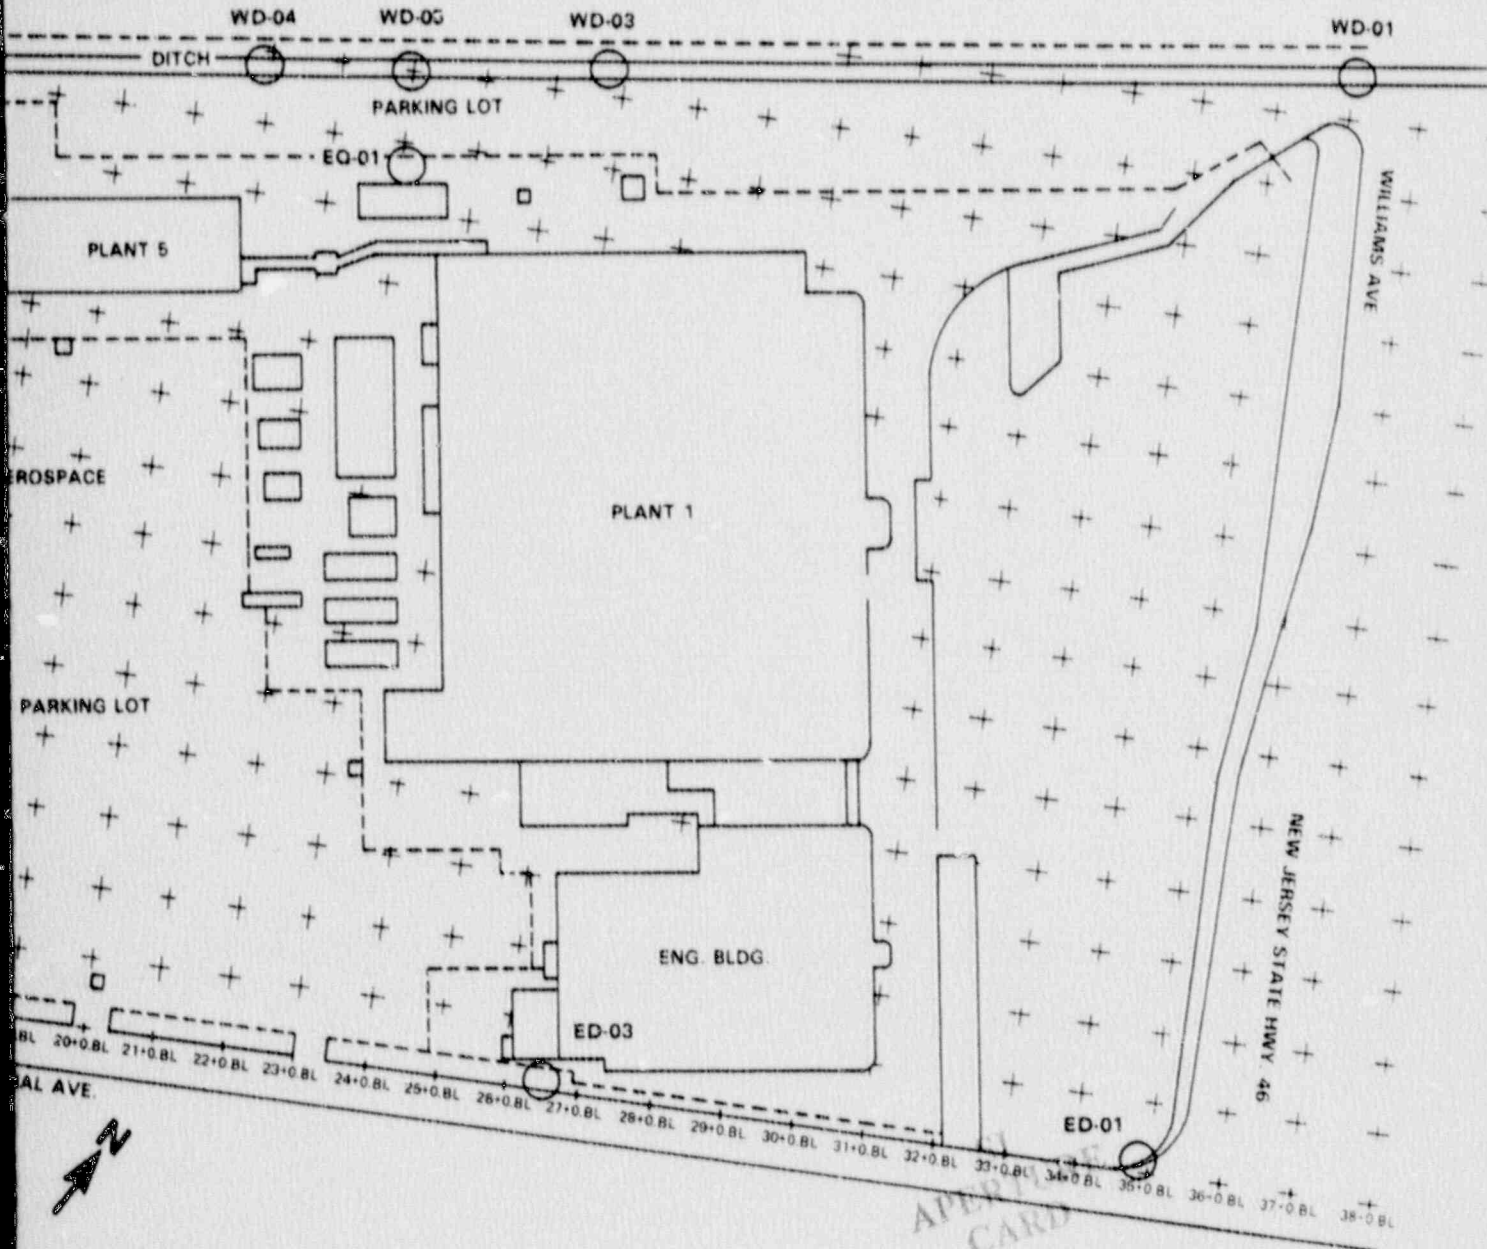 WD-04
WD-03
WD-01
DITCH
PARKING LOT
EQ-01
PLANT 5
WILLIAMS AVE
EROSPACE
PLANT 1
PARKING LOT
NEW JERSEY STATE HWY. 46
ENG. BLDG.
ED-03
BL 20+0.BL 21+0.BL 22+0.BL 23+0.BL 24+0.BL 25+0.BL 26+0.BL 27+0.BL 28+0.BL 29+0.BL 30+0.BL 31+0.BL 32+0.BL 33+0.BL 34+0.BL 35+0.BL 36+0.BL 37+0.BL 38+0.BL
AL AVE.
ED-01
N
APERTURE
CARD